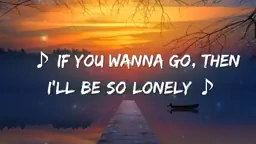 ♪ IF YOU WANNA GO, THEN
I'LL BE SO LONELY ♪